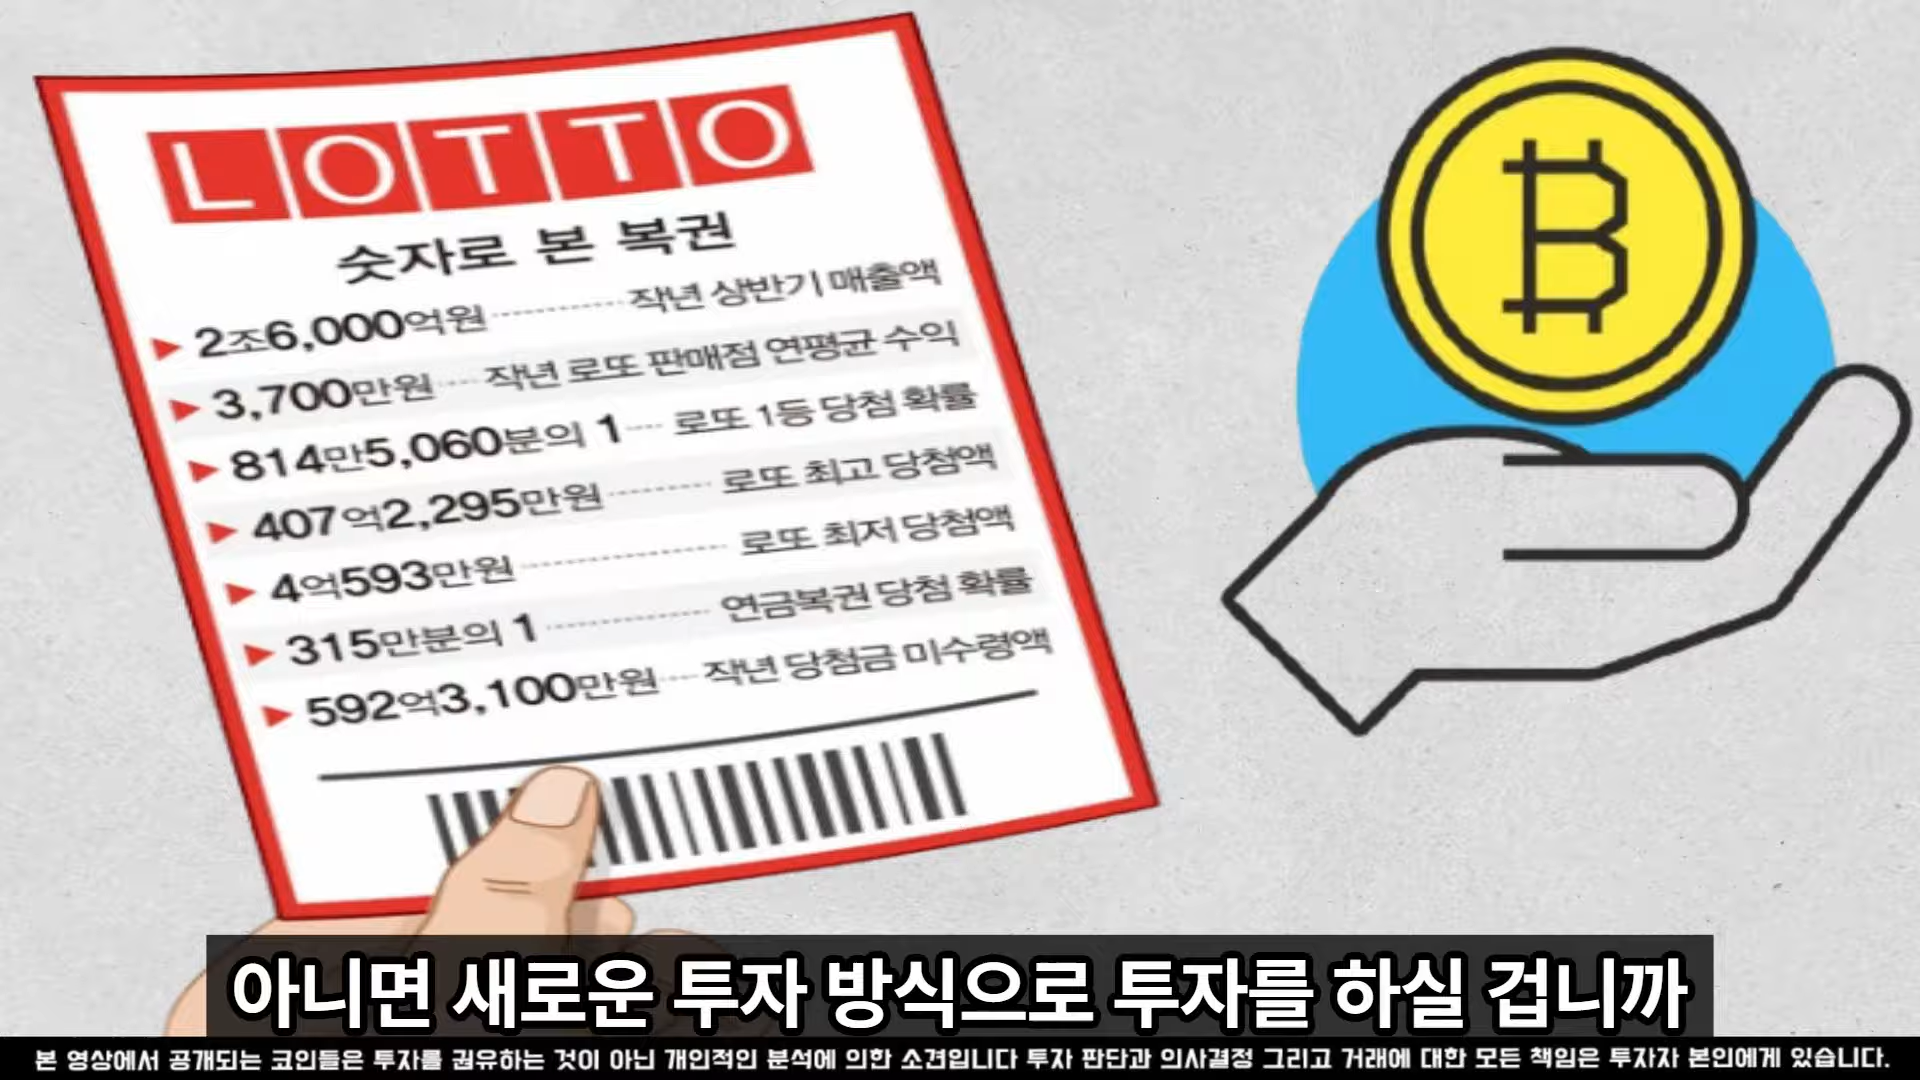 LOTTO
숫자로 본 복권
▶ 2조6,000억원 ············ 작년 상반기 매출액
▶ 3,700만원 ···· 작년 로또 판매점 연평균 수익
▶ 814만5,060분의 1 ···· 로또 1등 당첨 확률
▶ 407억2,295만원 ········· 로또 최고 당첨액
▶ 4억593만원 ················· 로또 최저 당첨액
▶ 315만분의 1 ·············· 연금복권 당첨 확률
▶ 592억3,100만원 ···· 작년 당첨금 미수령액
아니면 새로운 투자 방식으로 투자를 하실 겁니까
본 영상에서 공개되는 코인들은 투자를 권유하는 것이 아닌 개인적인 분석에 의한 소견입니다 투자 판단과 의사결정 그리고 거래에 대한 모든 책임은 투자자 본인에게 있습니다.